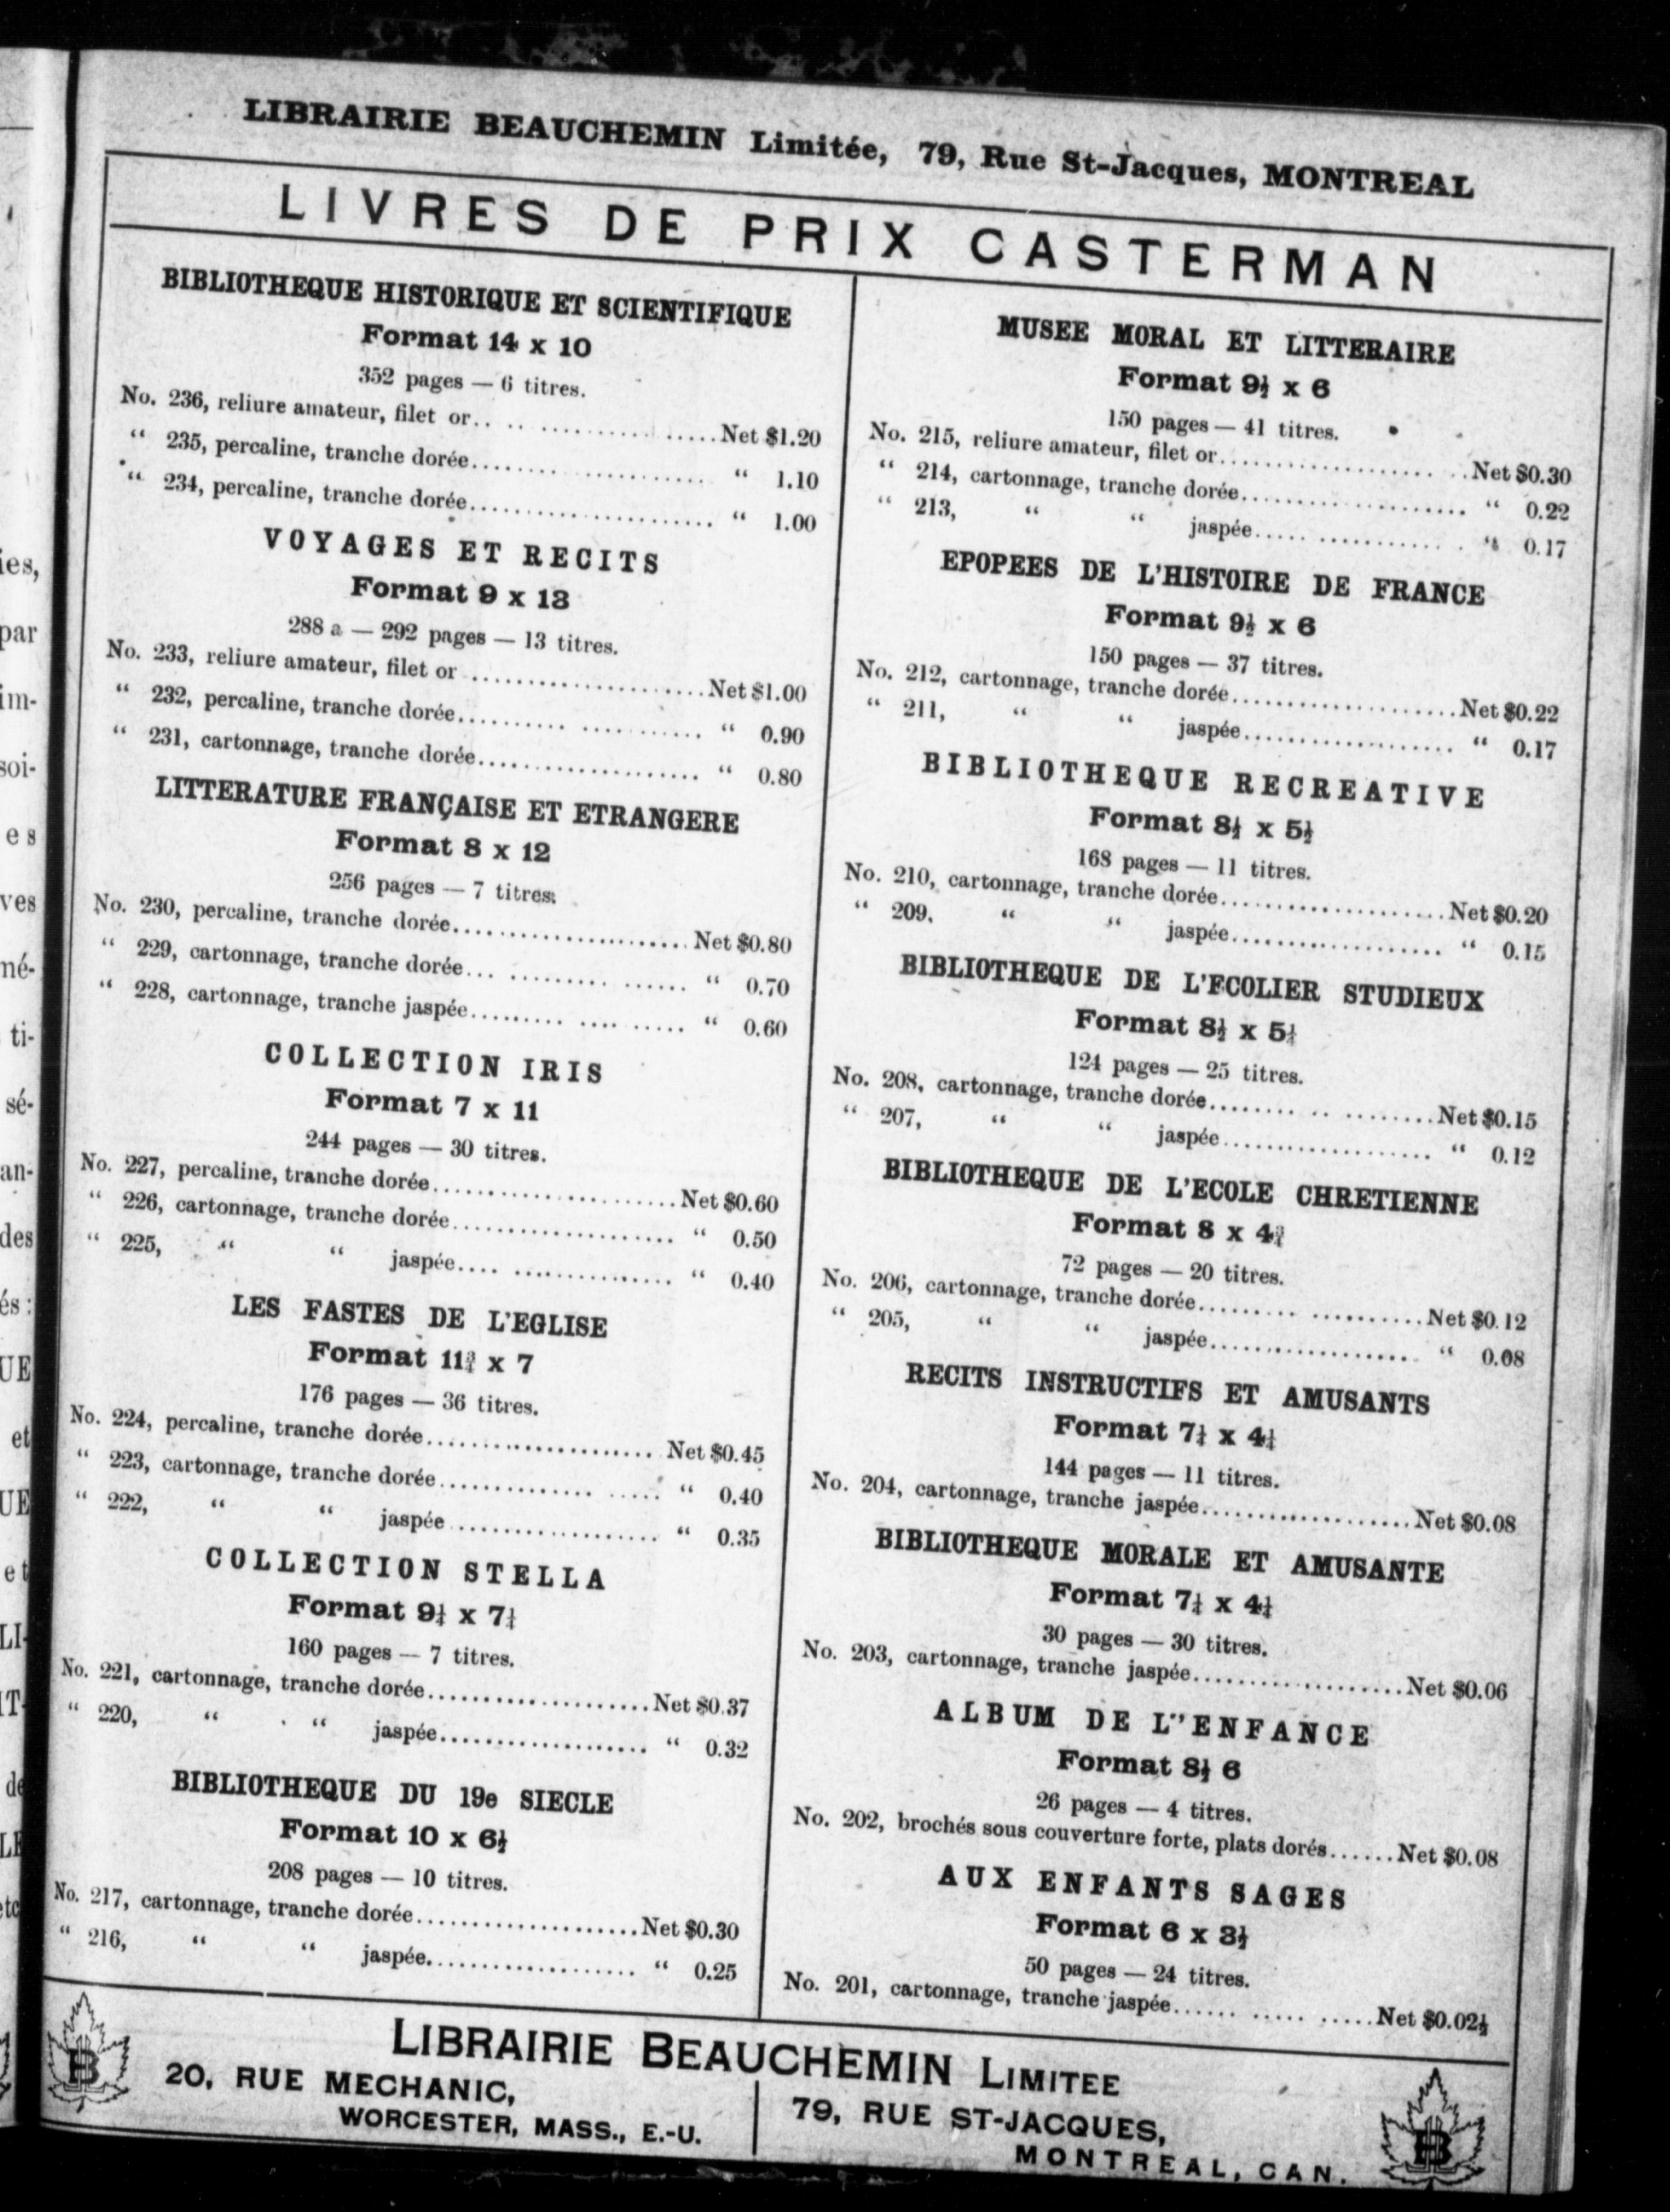 LIBRAIRIE BEAUCHEMIN Limitée, 79, Rue St-Jacques, MONTREAL
LIVRES DE PRIX CASTERMAN
BIBLIOTHEQUE HISTORIQUE ET SCIENTIFIQUE
Format 14 x 10
352 pages — 6 titres.
No. 236, reliure amateur, filet or.. .. ................Net $1.20
“ 235, percaline, tranche dorée........................ “ 1.10
“ 234, percaline, tranche dorée........................ “ 1.00
VOYAGES ET RECITS
Format 9 x 13
288 a — 292 pages — 13 titres.
No. 233, reliure amateur, filet or ........................Net $1.00
“ 232, percaline, tranche dorée........... ............ “ 0.90
“ 231, cartonnage, tranche dorée...................... “ 0.80
LITTERATURE FRANÇAISE ET ETRANGERE
Format 8 x 12
256 pages — 7 titres.
No. 230, percaline, tranche dorée........................Net $0.80
“ 229, cartonnage, tranche dorée... .......... ...... “ 0.70
“ 228, cartonnage, tranche jaspée......... .... ...... “ 0.60
COLLECTION IRIS
Format 7 x 11
244 pages — 30 titres.
No. 227, percaline, tranche dorée........................Net $0.60
“ 226, cartonnage, tranche dorée...................... “ 0.50
“ 225, “ “ jaspée.... ................ “ 0.40
LES FASTES DE L'EGLISE
Format 11¾ x 7
176 pages — 36 titres.
No. 224, percaline, tranche dorée....................... Net $0.45
“ 223, cartonnage, tranche dorée............... ..... “ 0.40
“ 222, “ “ jaspée ..................... “ 0.35
COLLECTION STELLA
Format 9¼ x 7¼
160 pages — 7 titres.
No. 221, cartonnage, tranche dorée......................Net $0.37
“ 220, “ “ jaspée..................... “ 0.32
BIBLIOTHEQUE DU 19e SIECLE
Format 10 x 6½
208 pages — 10 titres.
No. 217, cartonnage, tranche dorée......................Net $0.30
“ 216, “ “ jaspée..................... “ 0.25
MUSEE MORAL ET LITTERAIRE
Format 9½ x 6
150 pages — 41 titres.
No. 215, reliure amateur, filet or..................... ..Net $0.30
“ 214, cartonnage, tranche dorée...................... “ 0.22
“ 213, “ “ jaspée..... ............. . “ 0.17
EPOPEES DE L'HISTOIRE DE FRANCE
Format 9½ x 6
150 pages — 37 titres.
No. 212, cartonnage, tranche dorée......................Net $0.22
“ 211, “ “ jaspée..................... “ 0.17
BIBLIOTHEQUE RECREATIVE
Format 8½ x 5½
168 pages — 11 titres.
No. 210, cartonnage, tranche dorée......................Net $0.20
“ 209. “ “ jaspée..................... “ 0.15
BIBLIOTHEQUE DE L'ECOLIER STUDIEUX
Format 8½ x 5¼
124 pages — 25 titres.
No. 208, cartonnage, tranche dorée........ .. .........Net $0.15
“ 207, “ “ jaspée..................... “ 0.12
BIBLIOTHEQUE DE L'ECOLE CHRETIENNE
Format 8 x 4¾
72 pages — 20 titres.
No. 206, cartonnage, tranche dorée.......... ...........Net $0.12
“ 205, “ “ jaspée..................... “ 0.08
RECITS INSTRUCTIFS ET AMUSANTS
Format 7¼ x 4¼
144 pages — 11 titres.
No. 204, cartonnage, tranche jaspée.....................Net $0.08
BIBLIOTHEQUE MORALE ET AMUSANTE
Format 7¼ x 4¼
30 pages — 30 titres.
No. 203, cartonnage, tranche jaspée.....................Net $0.06
ALBUM DE L''ENFANCE
Format 8½ 6
26 pages — 4 titres.
No. 202, brochés sous couverture forte, plats dorés......Net $0.08
AUX ENFANTS SAGES
Format 6 x 3½
50 pages — 24 titres.
No. 201, cartonnage, tranche jaspée...... ..... .....Net $0.02½
LIBRAIRIE BEAUCHEMIN LIMITEE
20, RUE MECHANIC,
WORCESTER, MASS., E.-U.
79, RUE ST-JACQUES,
MONTREAL, CAN.